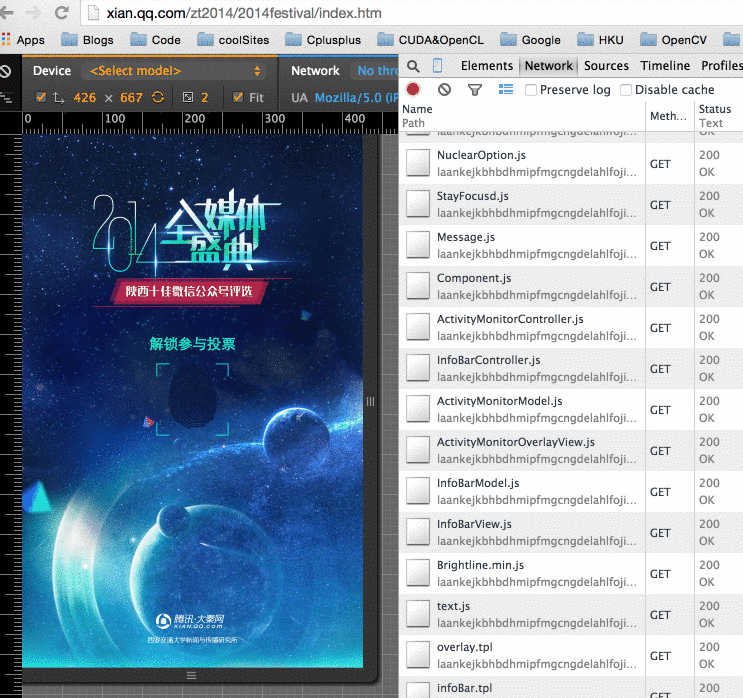 xian.qq.com/zt2014/2014festival/index.htm
Apps Blogs Code coolSites Cplusplus CUDA&OpenCL Google HKU OpenCV
Device <Select model> Network No thro
426 × 667 2 Fit UA Mozilla/5.0 (iP
0 100 200 300 400
2014 全媒体
盛典
陕西十佳微信公众号评选
解锁参与投票
腾讯·大秦网
XIAN.QQ.COM
西安交通大学新闻与传播研究所
Elements Network Sources Timeline Profiles
Preserve log Disable cache
Name Meth... Status
Path Text
laankejkbhbdhmipfmgcngdelahlfoji... OK
NuclearOption.js GET 200
laankejkbhbdhmipfmgcngdelahlfoji... OK
StayFocusd.js GET 200
laankejkbhbdhmipfmgcngdelahlfoji... OK
Message.js GET 200
laankejkbhbdhmipfmgcngdelahlfoji... OK
Component.js GET 200
laankejkbhbdhmipfmgcngdelahlfoji... OK
ActivityMonitorController.js GET 200
laankejkbhbdhmipfmgcngdelahlfoji... OK
InfoBarController.js GET 200
laankejkbhbdhmipfmgcngdelahlfoji... OK
ActivityMonitorModel.js GET 200
laankejkbhbdhmipfmgcngdelahlfoji... OK
ActivityMonitorOverlayView.js GET 200
laankejkbhbdhmipfmgcngdelahlfoji... OK
InfoBarModel.js GET 200
laankejkbhbdhmipfmgcngdelahlfoji... OK
InfoBarView.js GET 200
laankejkbhbdhmipfmgcngdelahlfoji... OK
Brightline.min.js GET 200
laankejkbhbdhmipfmgcngdelahlfoji... OK
text.js GET 200
laankejkbhbdhmipfmgcngdelahlfoji... OK
overlay.tpl GET 200
laankejkbhbdhmipfmgcngdelahlfoji... OK
infoBar.tpl GET 200